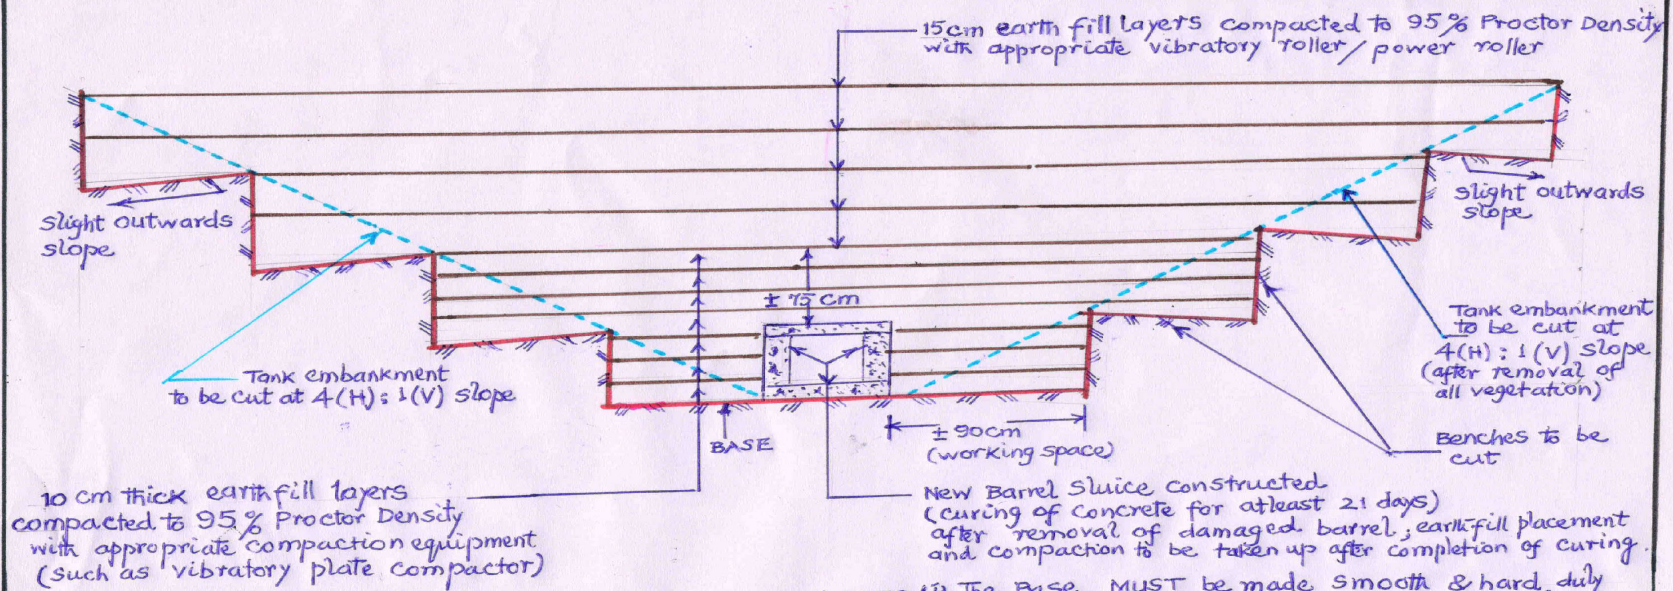 15cm earth fill layers compacted to 95% Proctor Density
with appropriate vibratory roller/power roller
slight outwards
slope
slight outwards
slope
± 75 cm
Tank embankment
to be cut at 4(H): 1(V) slope
Tank embankment
to be cut at
4(H): 1(V) slope
(after removal of
all vegetation)
BASE
± 90cm
(working space)
Benches to be
cut
10 cm thick earthfill layers
compacted to 95% Proctor Density
with appropriate compaction equipment
(such as vibratory plate compactor)
New Barrel Sluice Constructed
(curing of concrete for atleast 21 days)
after removal of damaged barrel; earth-fill placement
and compaction to be taken up after completion of curing.
The Base MUST be made smooth & hard, duly